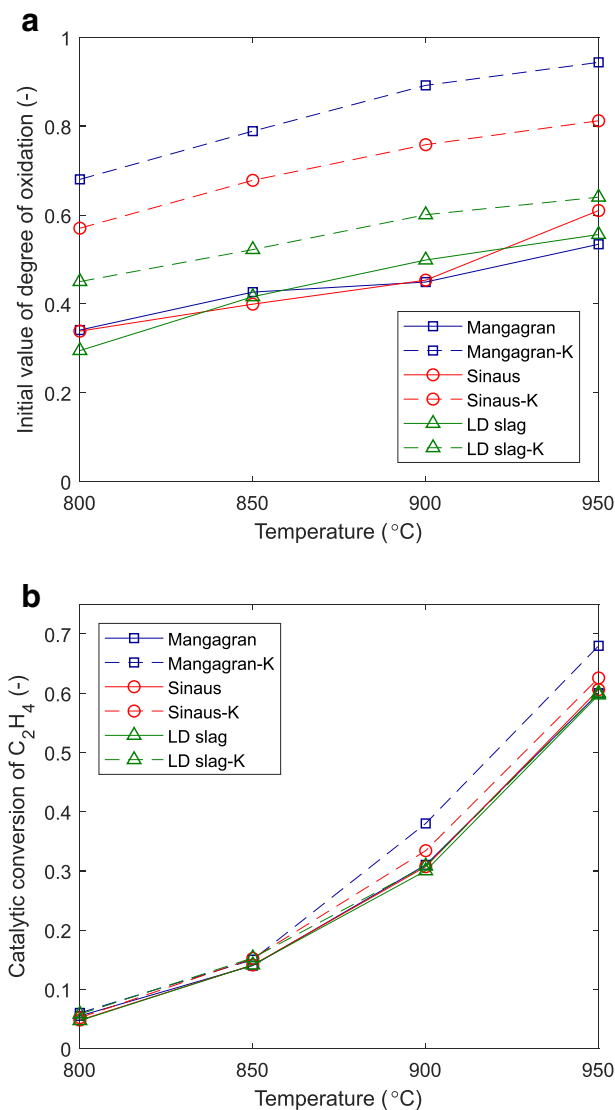 a
1
0.8
0.6
0.4
0.2
0
Initial value of degree of oxidation (-)
Mangagran
Mangagran-K
Sinaus
Sinaus-K
LD slag
LD slag-K
800
850
900
950
Temperature (°C)
b
0.7
0.6
0.5
0.4
0.3
0.2
0.1
0
Catalytic conversion of C2H4 (-)
Mangagran
Mangagran-K
Sinaus
Sinaus-K
LD slag
LD slag-K
800
850
900
950
Temperature (°C)